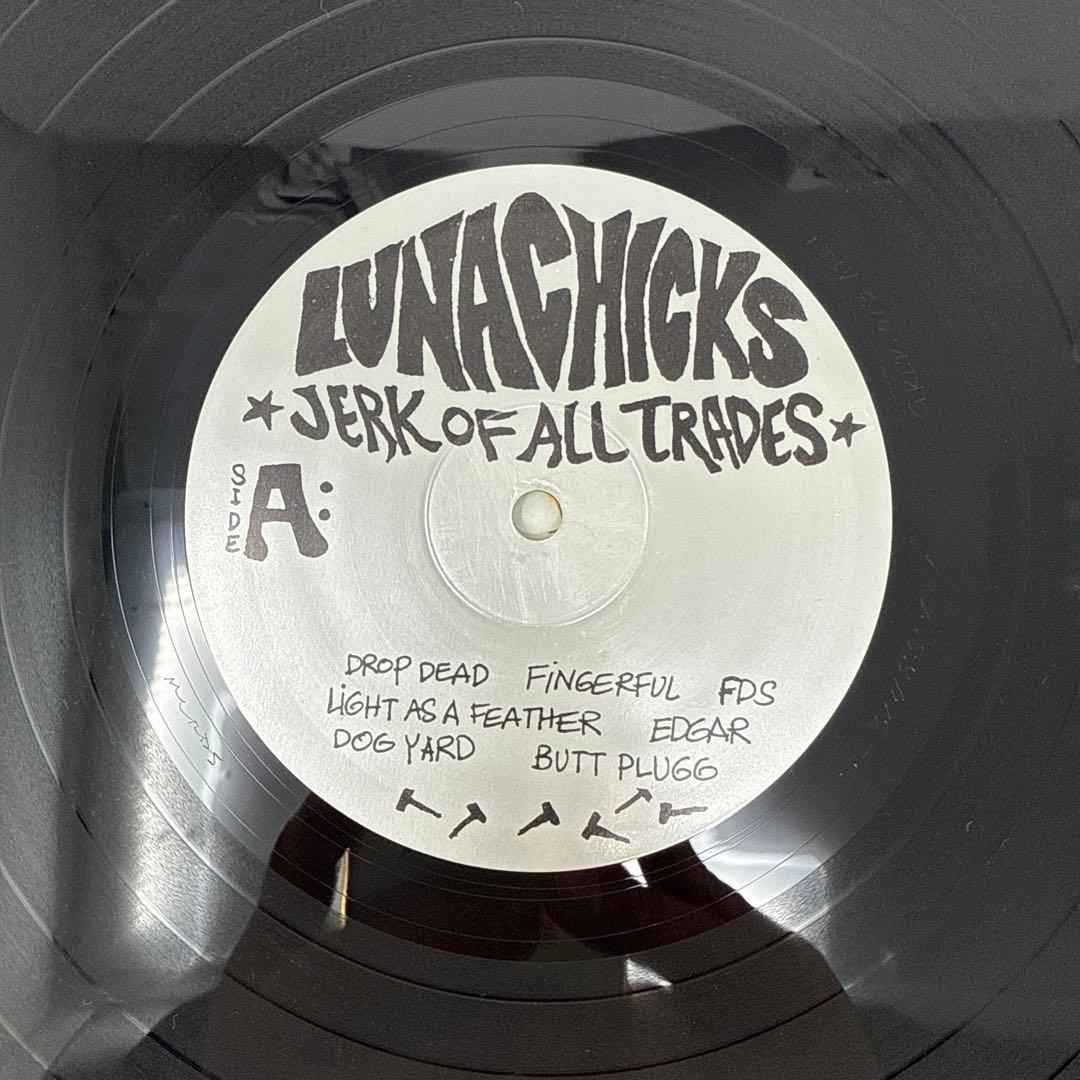 LUNACHICKS
★JERK OF ALL TRADES★
SIDE A:
DROP DEAD FiNGERFUL FDS
LiGHT AS A FEATHER EDGAR
DOG YARD BUTT PLUGG